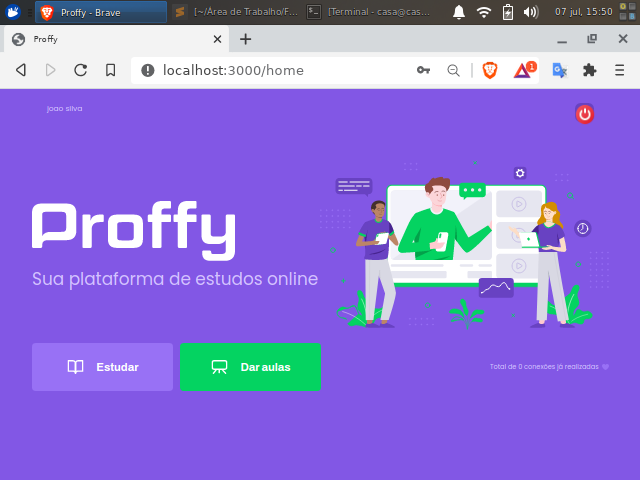 Proffy - Brave
[~/Área de Trabalho/F...
[Terminal - casa@cas...
07 jul, 15:50
Proffy
localhost:3000/home
1
joao silva
Proffy
Sua plataforma de estudos online
Estudar
Dar aulas
Total de 0 conexões já realizadas